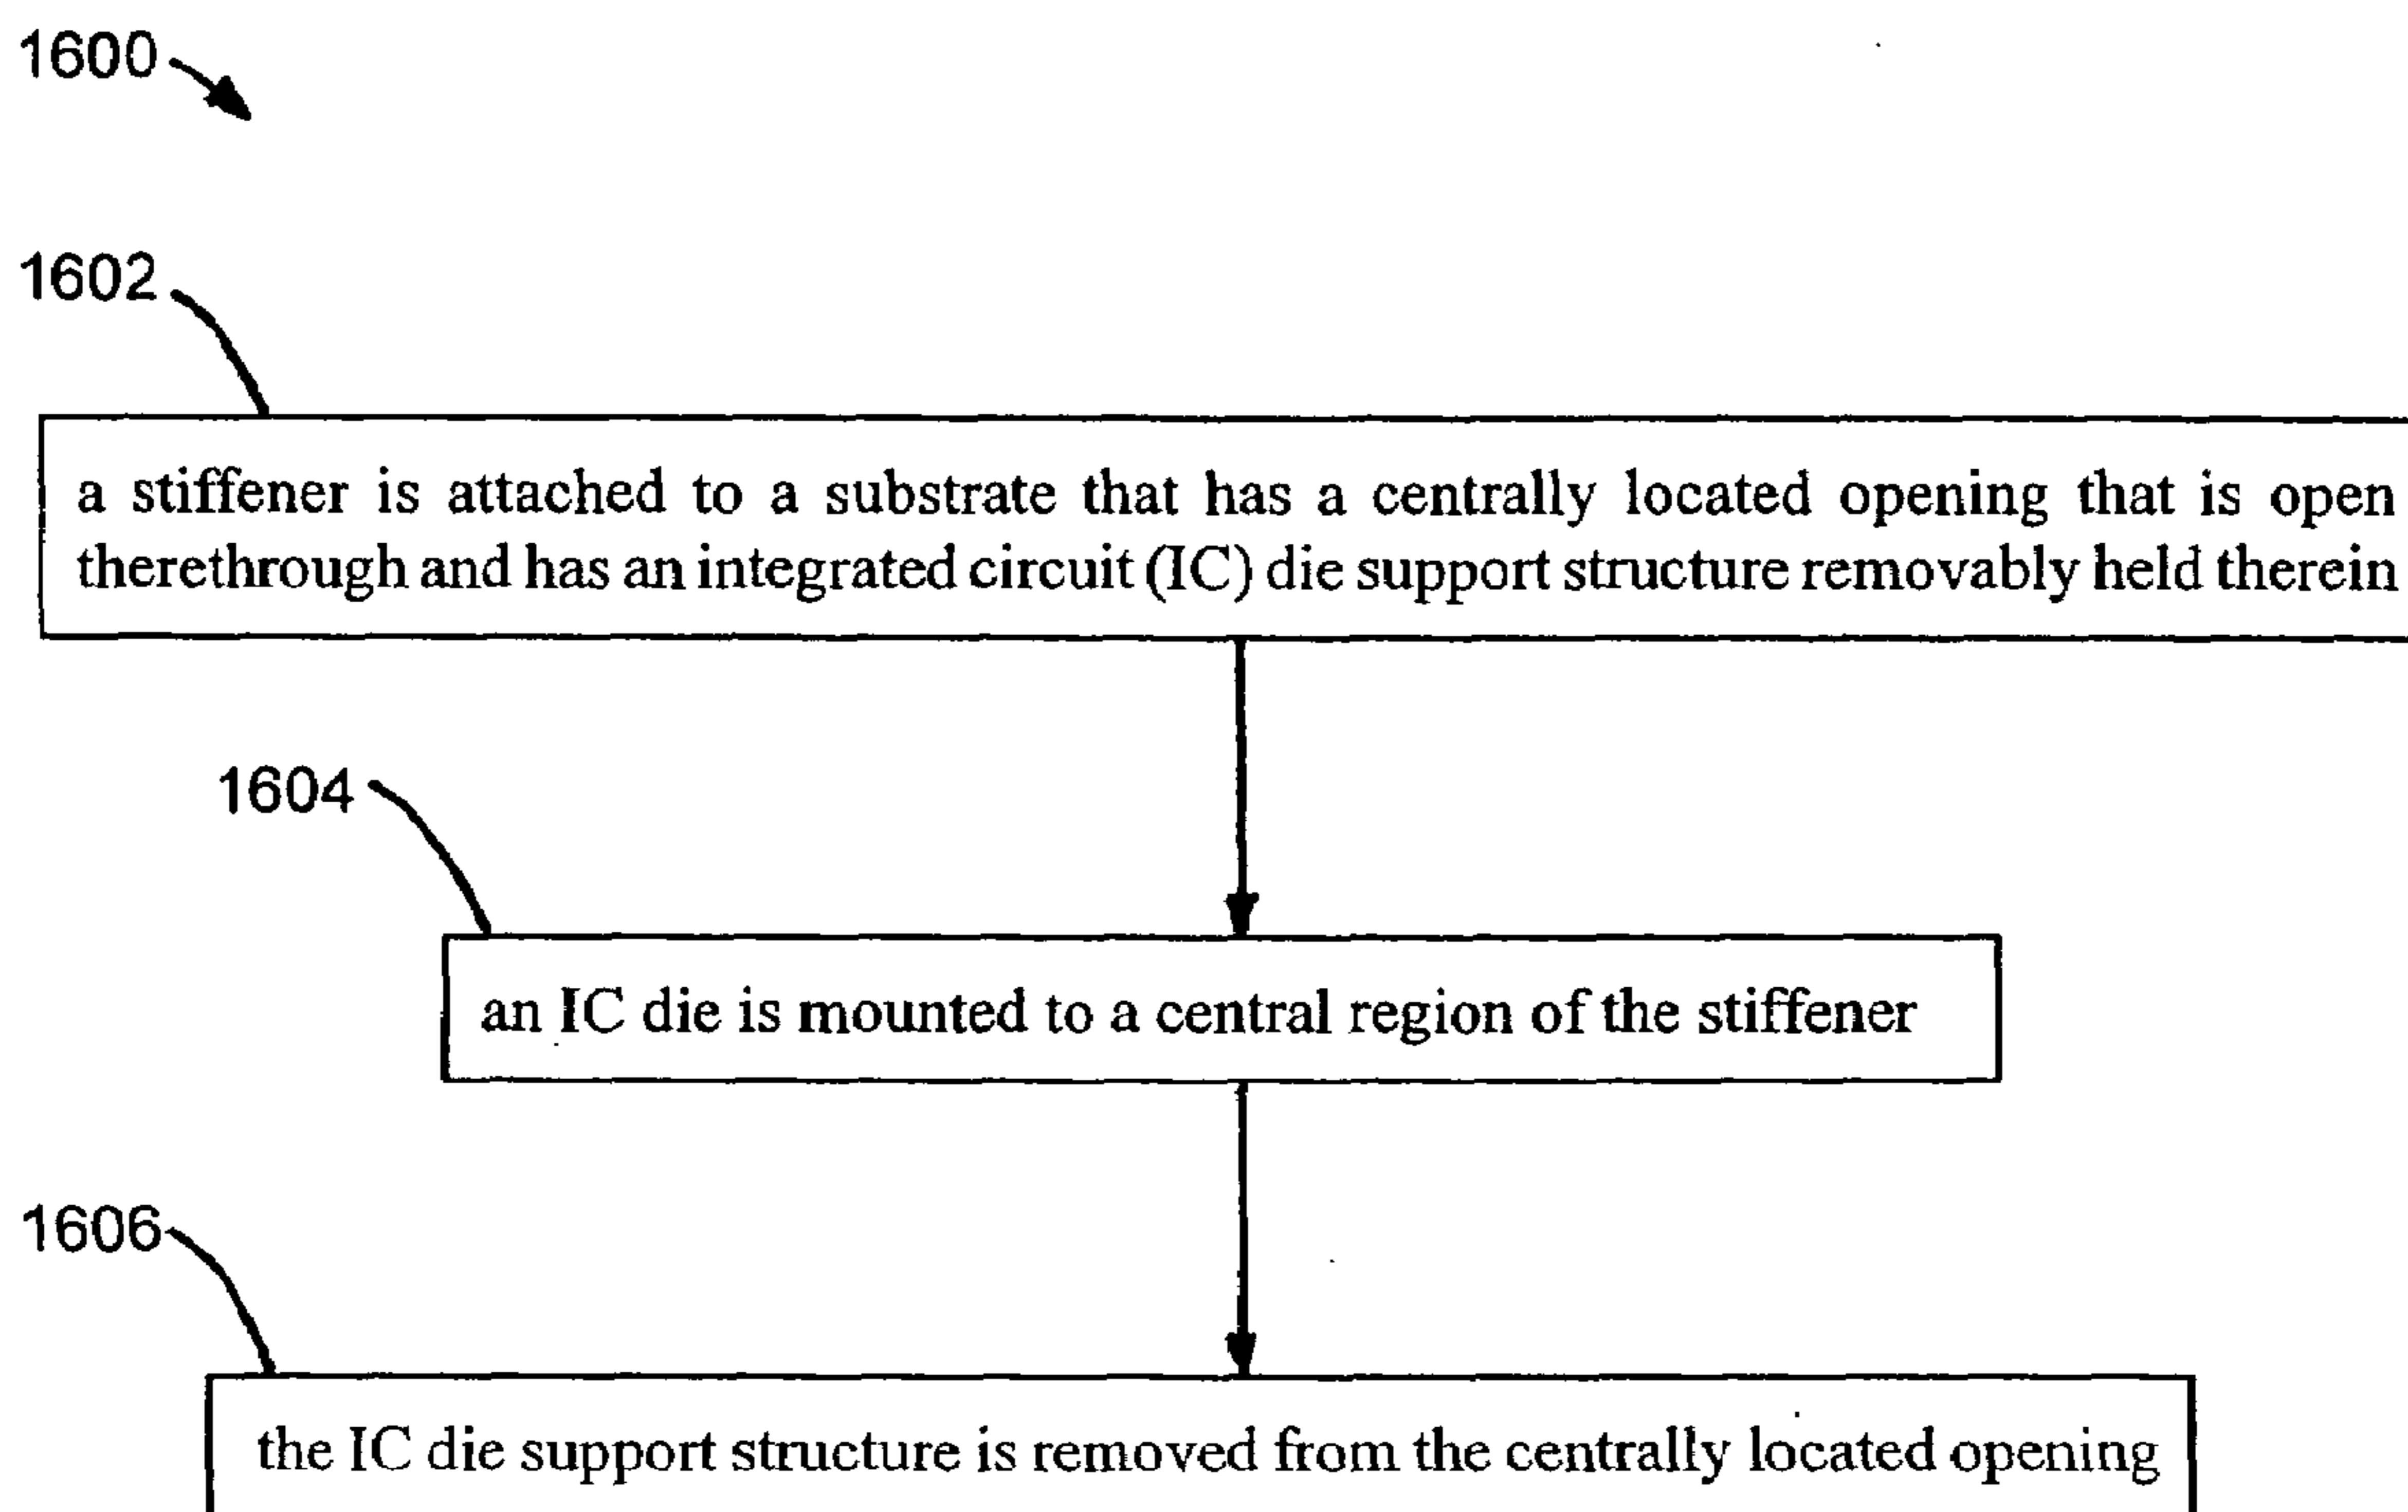 1600
1602
a stiffener is attached to a substrate that has a centrally located opening that is open
therethrough and has an integrated circuit (IC) die support structure removably held therein
1604
an IC die is mounted to a central region of the stiffener
1606
the IC die support structure is removed from the centrally located opening